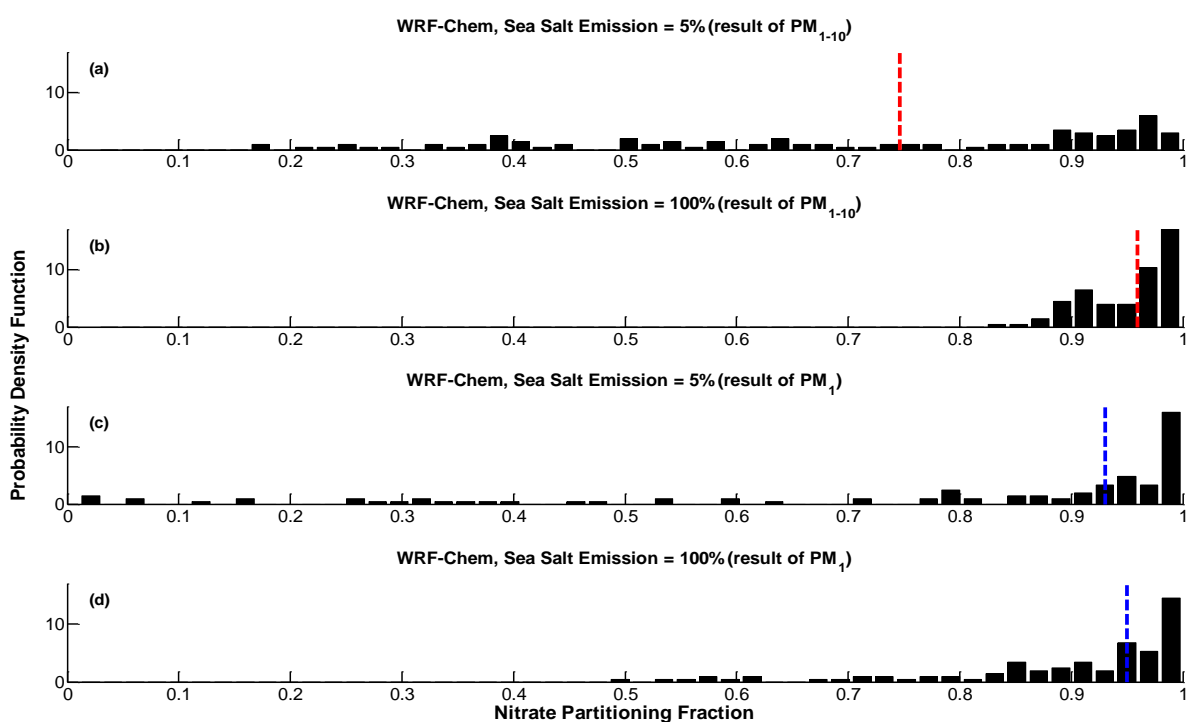 WRF-Chem, Sea Salt Emission = 5% (result of PM1-10)
(a)
10
0
0 0.1 0.2 0.3 0.4 0.5 0.6 0.7 0.8 0.9 1
WRF-Chem, Sea Salt Emission = 100% (result of PM1-10)
(b)
10
0
0 0.1 0.2 0.3 0.4 0.5 0.6 0.7 0.8 0.9 1
Probability Density Function
WRF-Chem, Sea Salt Emission = 5% (result of PM1)
(c)
10
0
0 0.1 0.2 0.3 0.4 0.5 0.6 0.7 0.8 0.9 1
WRF-Chem, Sea Salt Emission = 100% (result of PM1)
(d)
10
0
0 0.1 0.2 0.3 0.4 0.5 0.6 0.7 0.8 0.9 1
Nitrate Partitioning Fraction